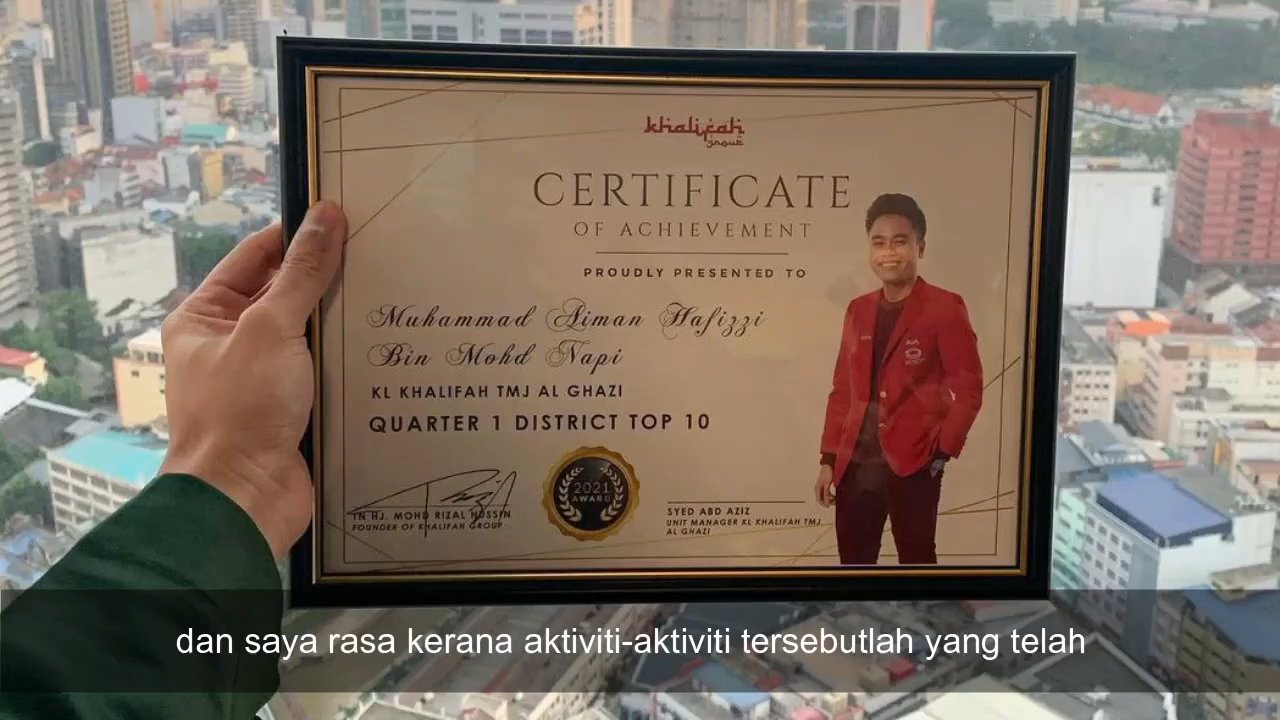 khalifah
group
CERTIFICATE
OF ACHIEVEMENT
PROUDLY PRESENTED TO
Muhammad Aiman Hafizzi
Bin Mohd Napi
KL KHALIFAH TMJ AL GHAZI
QUARTER 1 DISTRICT TOP 10
2021
AWARD
TN HJ. MOHD RIZAL HUSSIN
FOUNDER OF KHALIFAH GROUP
SYED ABD AZIZ
UNIT MANAGER KL KHALIFAH TMJ
AL GHAZI
AIA
dan saya rasa kerana aktiviti-aktiviti tersebutlah yang telah